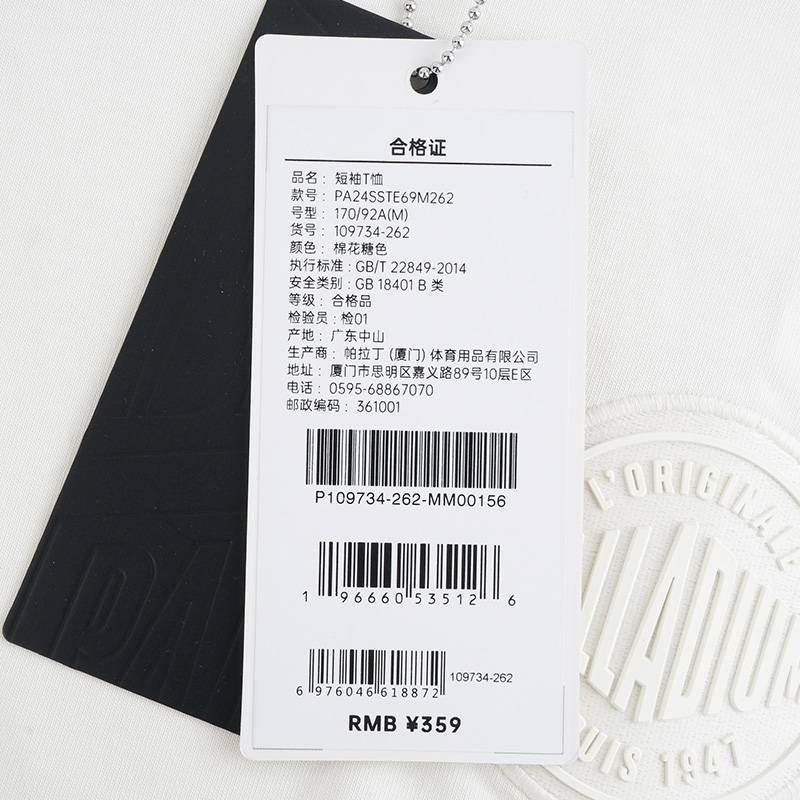 合格证
品名: 短袖T恤
款号: PA24SSTE69M262
号型: 170/92A(M)
货号: 109734-262
颜色: 棉花糖色
执行标准: GB/T 22849-2014
安全类别: GB 18401 B 类
等级: 合格品
检验员: 检01
产地: 广东中山
生产商: 帕拉丁 (厦门) 体育用品有限公司
地址: 厦门市思明区嘉义路89号10层E区
电话: 0595-68867070
邮政编码: 361001
P109734-262-MM00156
1 96660 53512 6
6 976046 618872
109734-262
RMB ¥359
L'ORIGINALE